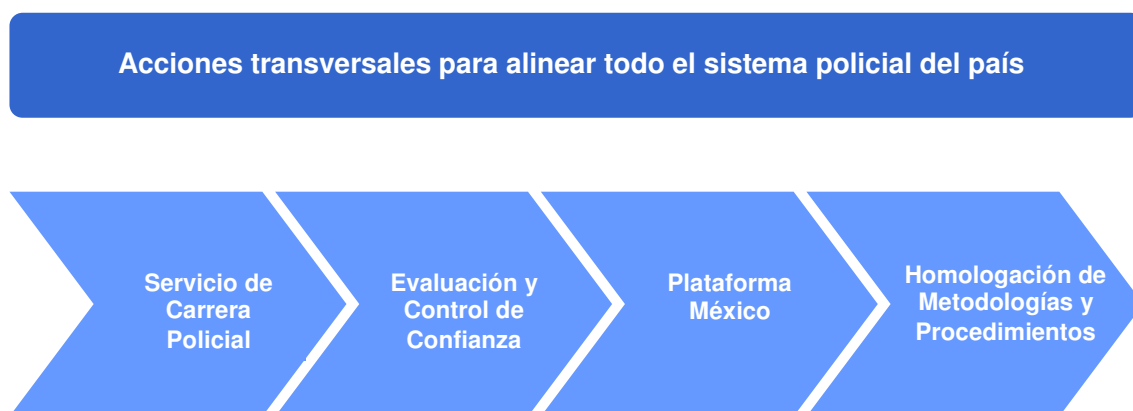 Acciones transversales para alinear todo el sistema policial del país
Servicio de
Carrera
Policial
Evaluación y
Control de
Confianza
Plataforma
México
Homologación de
Metodologías y
Procedimientos